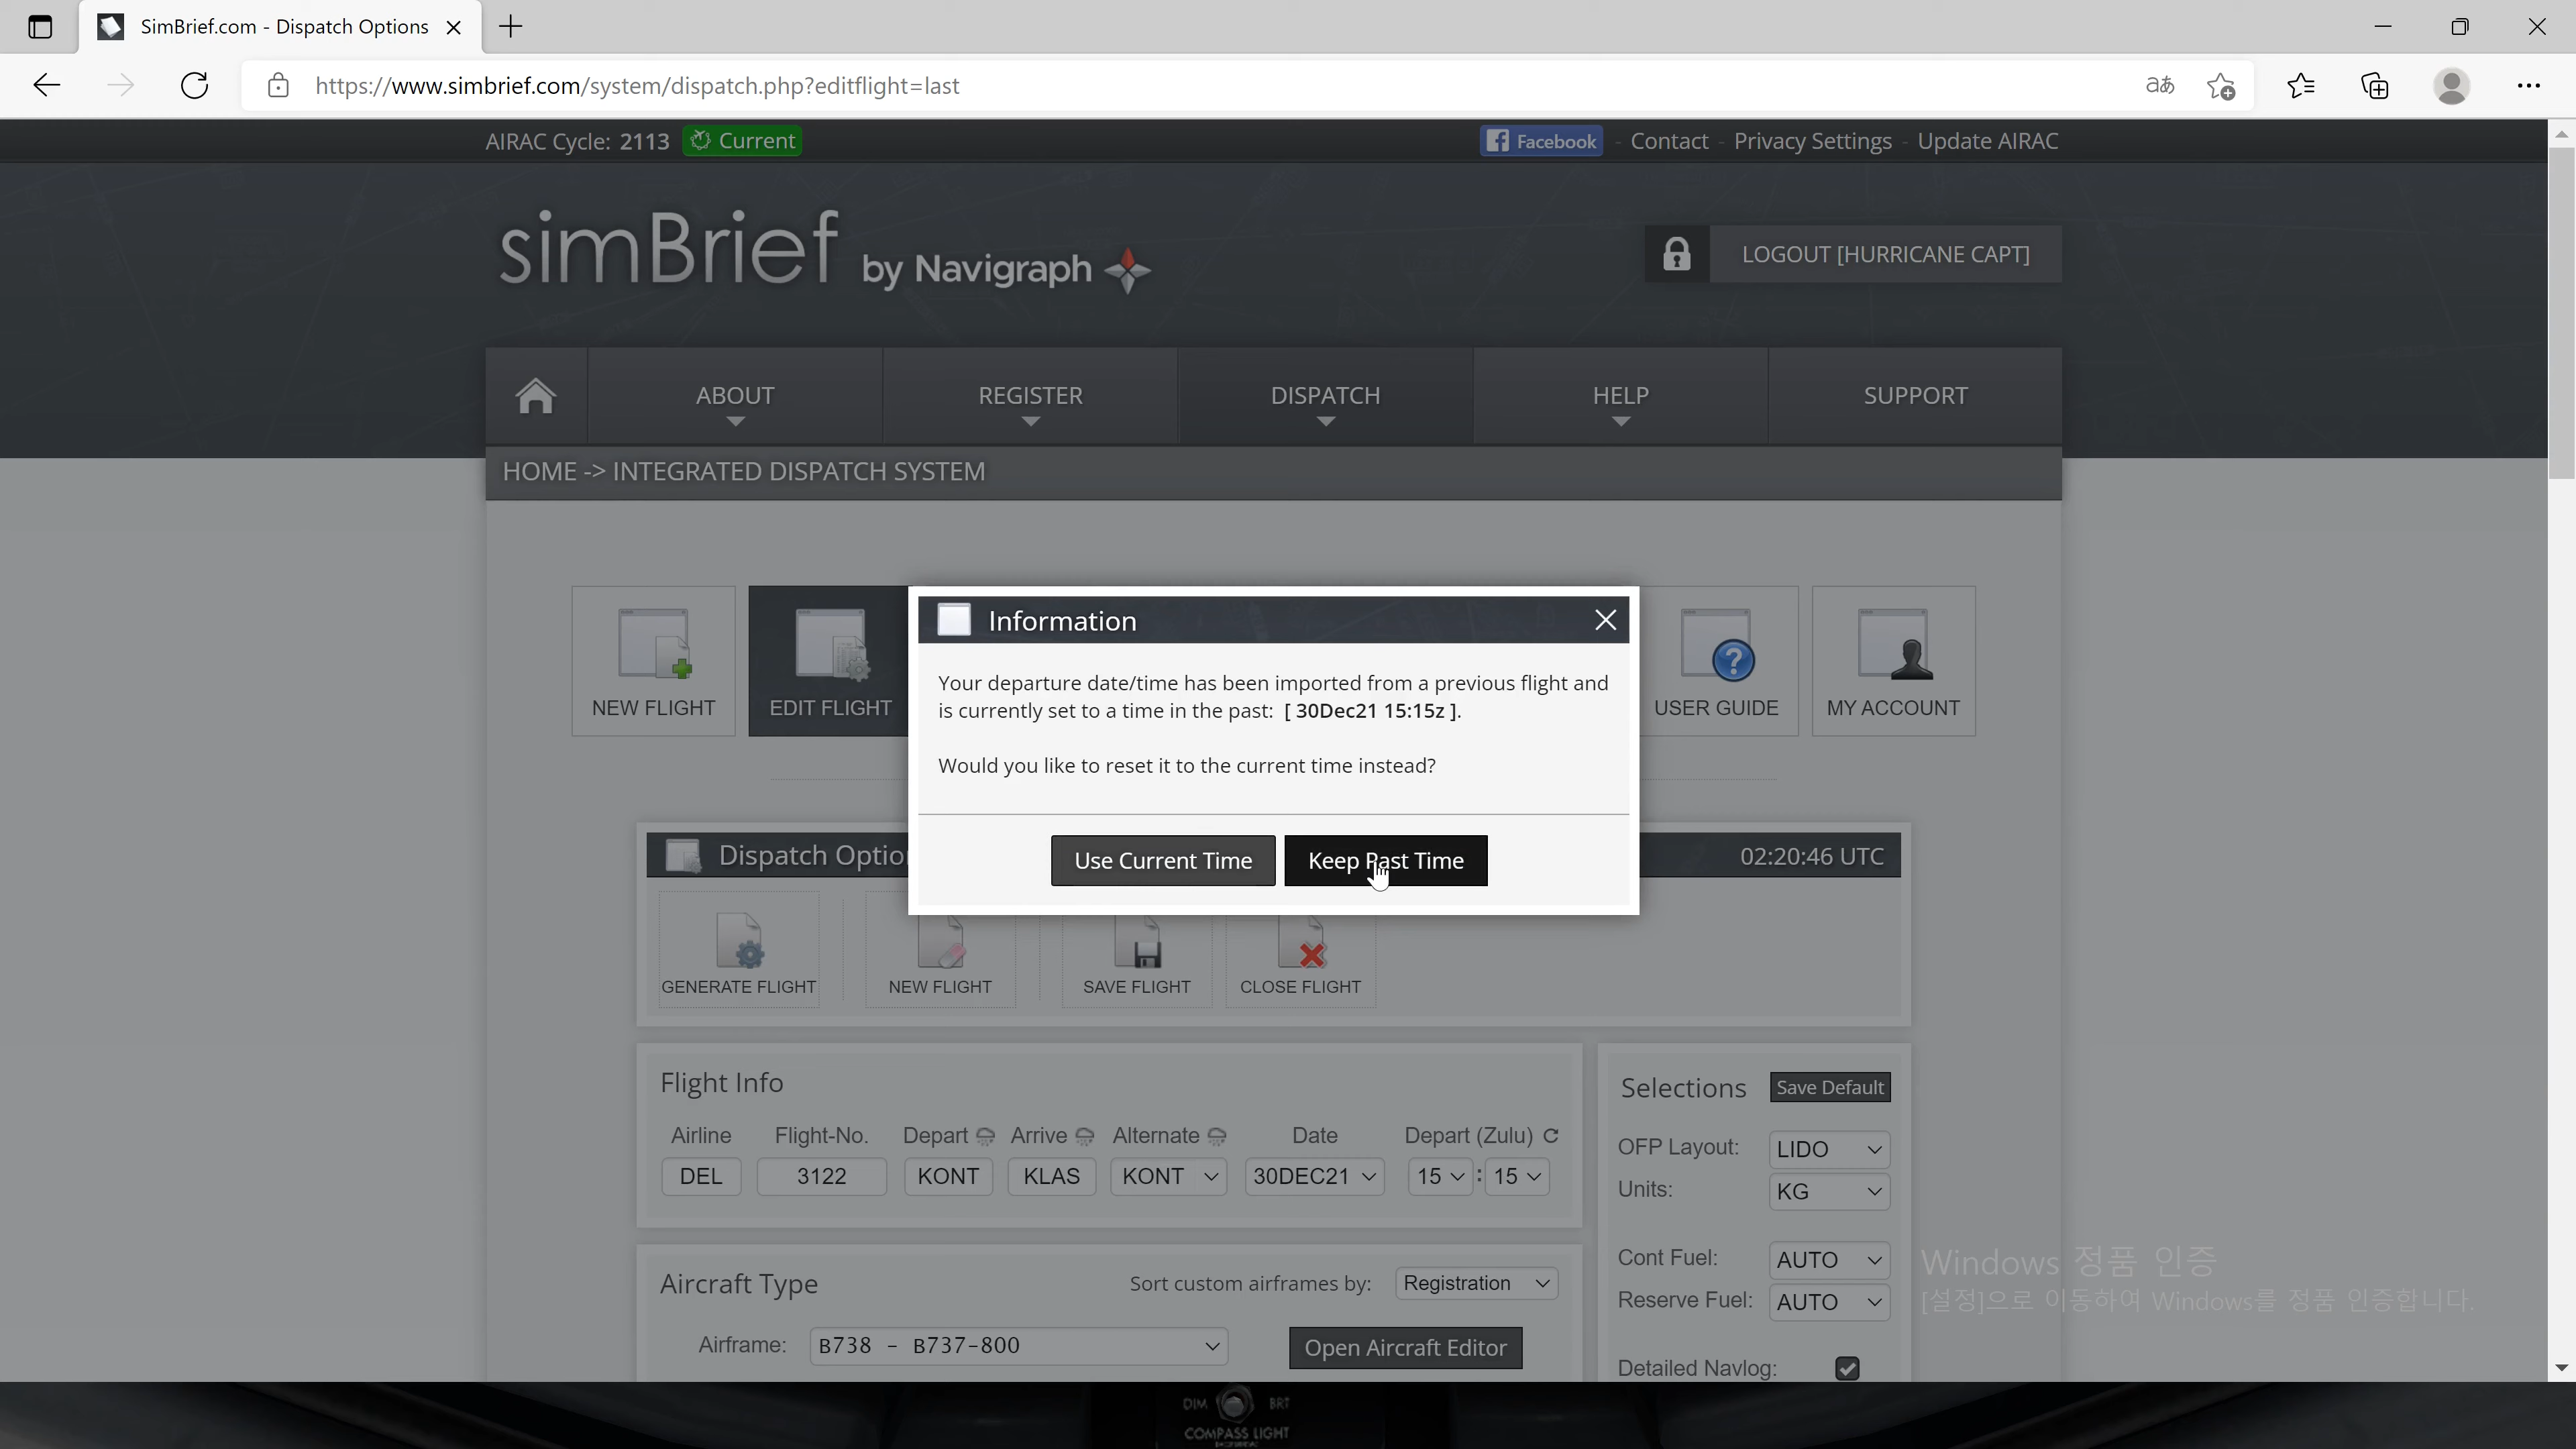 SimBrief.com - Dispatch Options
https://www.simbrief.com/system/dispatch.php?editflight=last
aあ
AIRAC Cycle: 2113 Current
Facebook - Contact - Privacy Settings - Update AIRAC
simBrief by Navigraph
LOGOUT [HURRICANE CAPT]
ABOUT REGISTER DISPATCH HELP SUPPORT
HOME -> INTEGRATED DISPATCH SYSTEM
NEW FLIGHT EDIT FLIGHT USER GUIDE MY ACCOUNT
Information
Your departure date/time has been imported from a previous flight and
is currently set to a time in the past: [ 30Dec21 15:15z ].
Would you like to reset it to the current time instead?
Use Current Time Keep Past Time
Dispatch Optio 02:20:46 UTC
GENERATE FLIGHT NEW FLIGHT SAVE FLIGHT CLOSE FLIGHT
Flight Info
Airline Flight-No. Depart Arrive Alternate Date Depart (Zulu)
DEL 3122 KONT KLAS KONT 30DEC21 15 : 15
Selections Save Default
OFP Layout: LIDO
Units: KG
Cont Fuel: AUTO
Reserve Fuel: AUTO
Detailed Navlog:
Aircraft Type Sort custom airframes by: Registration
Airframe: B738 - B737-800 Open Aircraft Editor
Windows 정품 인증
[설정]으로 이동하여 Windows를 정품 인증합니다.
DIM BRT
COMPASS LIGHT